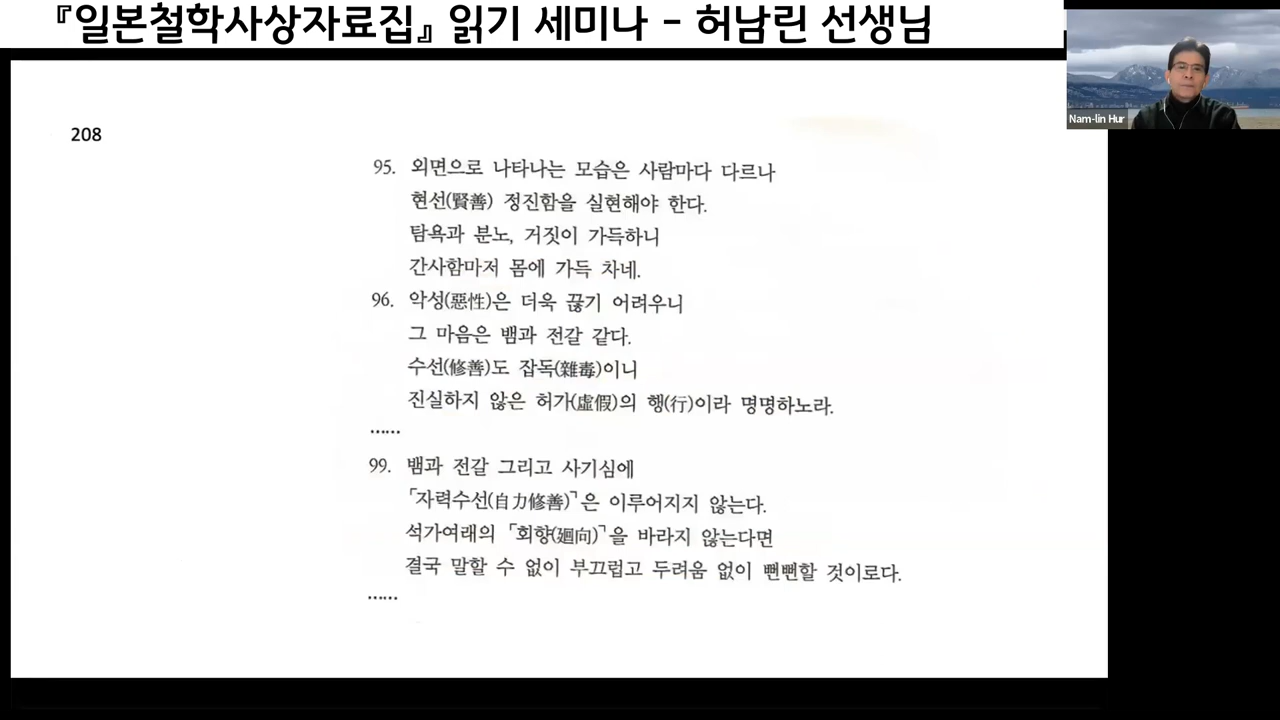 『일본철학사상자료집』 읽기 세미나 - 허남린 선생님
Nam-lin Hur
208
95. 외면으로 나타나는 모습은 사람마다 다르나
현선(賢善) 정진함을 실현해야 한다.
탐욕과 분노, 거짓이 가득하니
간사함마저 몸에 가득 차네.
96. 악성(惡性)은 더욱 끊기 어려우니
그 마음은 뱀과 전갈 같다.
수선(修善)도 잡독(雜毒)이니
진실하지 않은 허가(虛假)의 행(行)이라 명명하노라.
……
99. 뱀과 전갈 그리고 사기심에
「자력수선(自力修善)」은 이루어지지 않는다.
석가여래의 「회향(廻向)」을 바라지 않는다면
결국 말할 수 없이 부끄럽고 두려움 없이 뻔뻔할 것이로다.
……